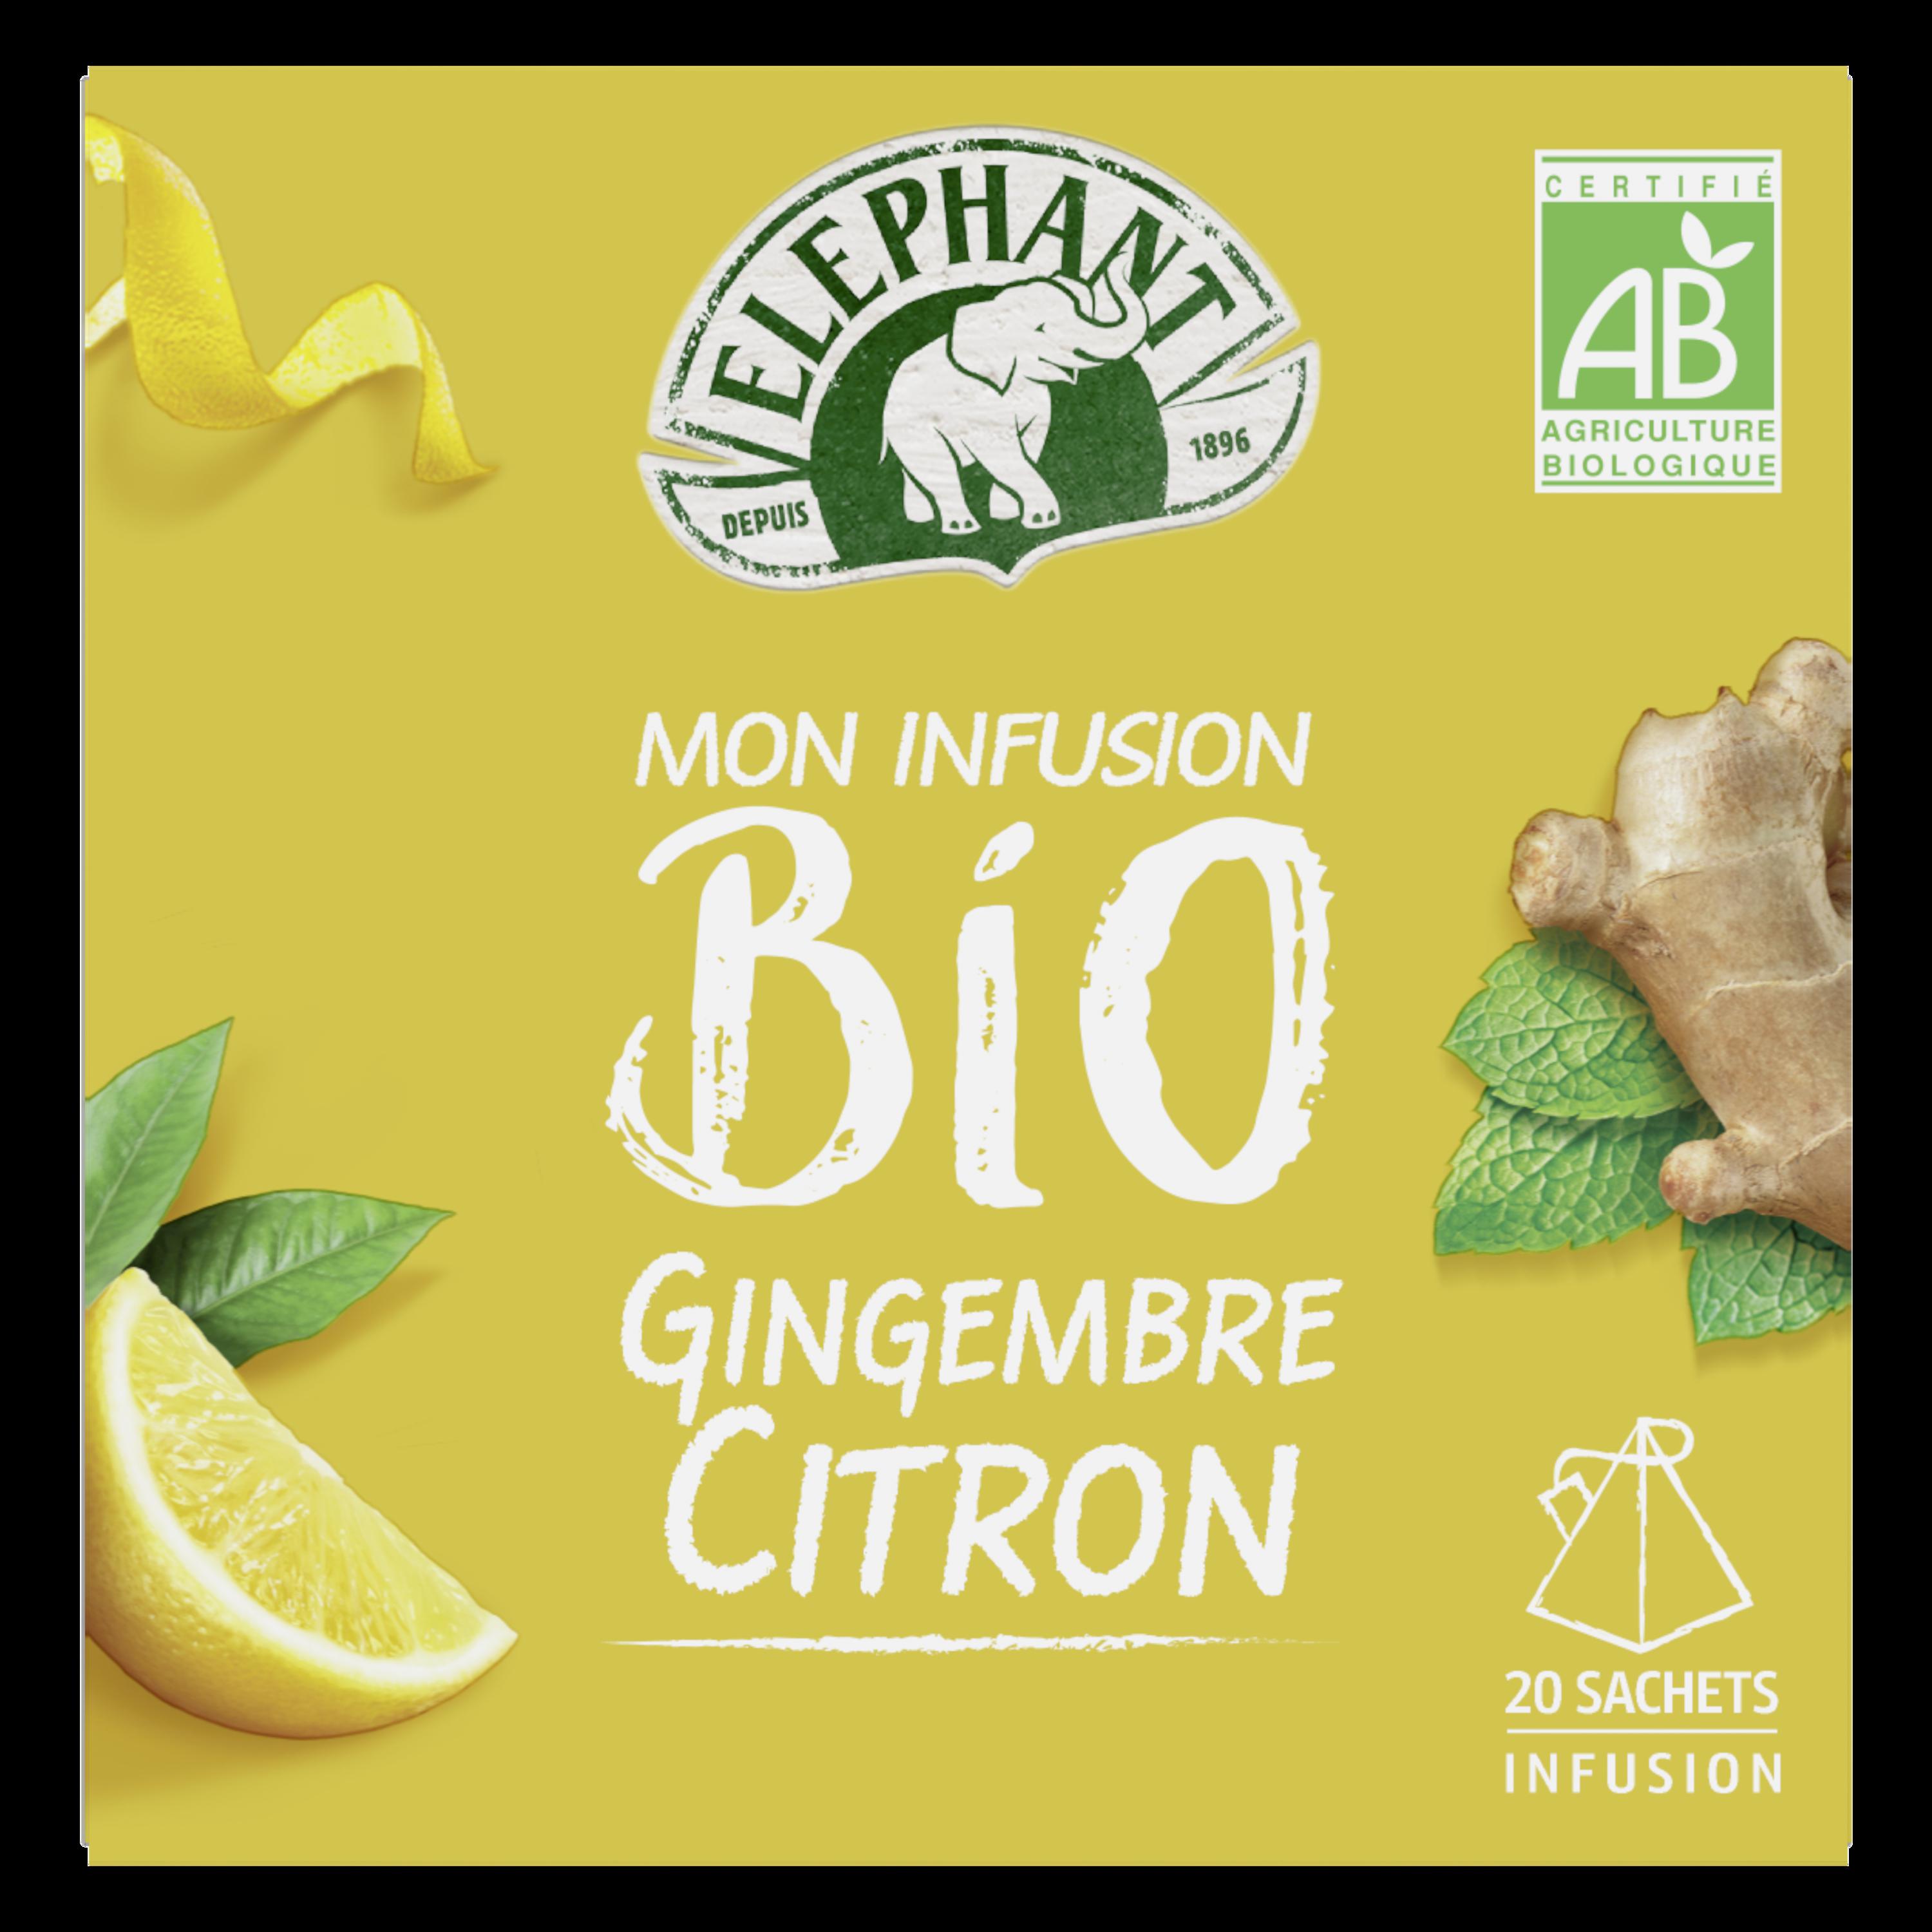 ELEPHANT
DEPUIS 1896
CERTIFIÉ
AB
AGRICULTURE
BIOLOGIQUE
MON INFUSION
BiO
GINGEMBRE
CITRON
20 SACHETS
INFUSION